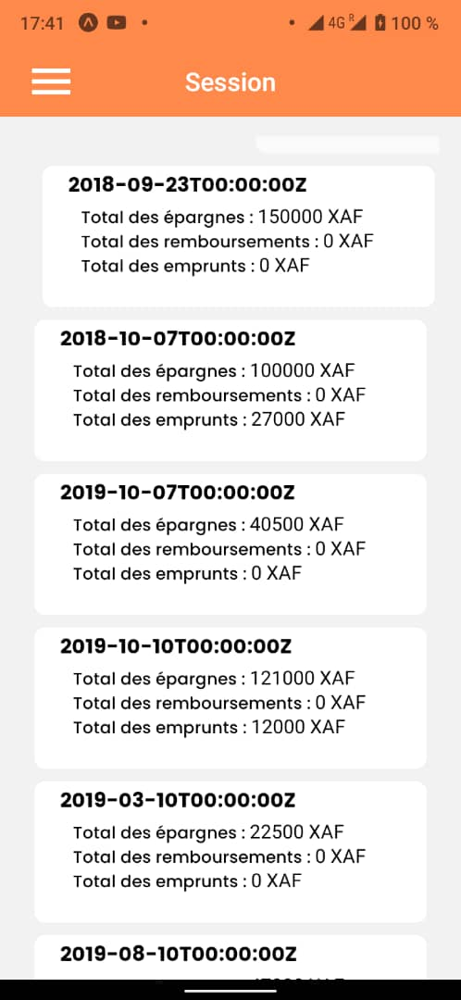 17:41
4G R 100 %
Session
2018-09-23T00:00:00Z
Total des épargnes : 150000 XAF
Total des remboursements : 0 XAF
Total des emprunts : 0 XAF
2018-10-07T00:00:00Z
Total des épargnes : 100000 XAF
Total des remboursements : 0 XAF
Total des emprunts : 27000 XAF
2019-10-07T00:00:00Z
Total des épargnes : 40500 XAF
Total des remboursements : 0 XAF
Total des emprunts : 0 XAF
2019-10-10T00:00:00Z
Total des épargnes : 121000 XAF
Total des remboursements : 0 XAF
Total des emprunts : 12000 XAF
2019-03-10T00:00:00Z
Total des épargnes : 22500 XAF
Total des remboursements : 0 XAF
Total des emprunts : 0 XAF
2019-08-10T00:00:00Z